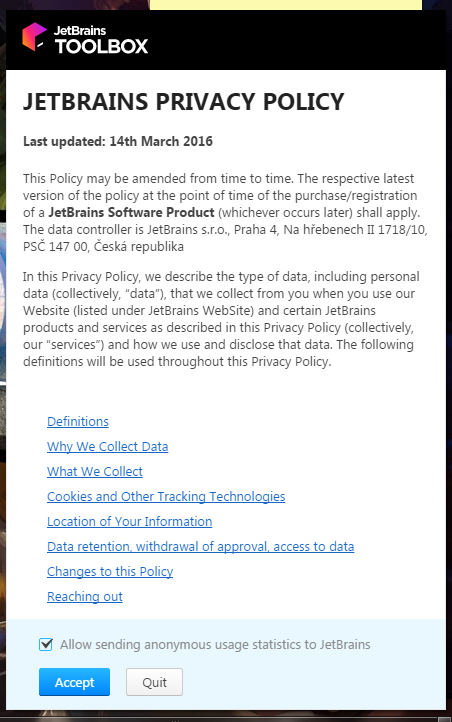 JetBrains
TOOLBOX
JETBRAINS PRIVACY POLICY
Last updated: 14th March 2016
This Policy may be amended from time to time. The respective latest
version of the policy at the point of time of the purchase/registration
of a JetBrains Software Product (whichever occurs later) shall apply.
The data controller is JetBrains s.r.o., Praha 4, Na hřebenech II 1718/10,
PSČ 147 00, Česká republika
In this Privacy Policy, we describe the type of data, including personal
data (collectively, “data”), that we collect from you when you use our
Website (listed under JetBrains WebSite) and certain JetBrains
products and services as described in this Privacy Policy (collectively,
our “services”) and how we use and disclose that data. The following
definitions will be used throughout this Privacy Policy.
Definitions
Why We Collect Data
What We Collect
Cookies and Other Tracking Technologies
Location of Your Information
Data retention, withdrawal of approval, access to data
Changes to this Policy
Reaching out
Allow sending anonymous usage statistics to JetBrains
Accept
Quit